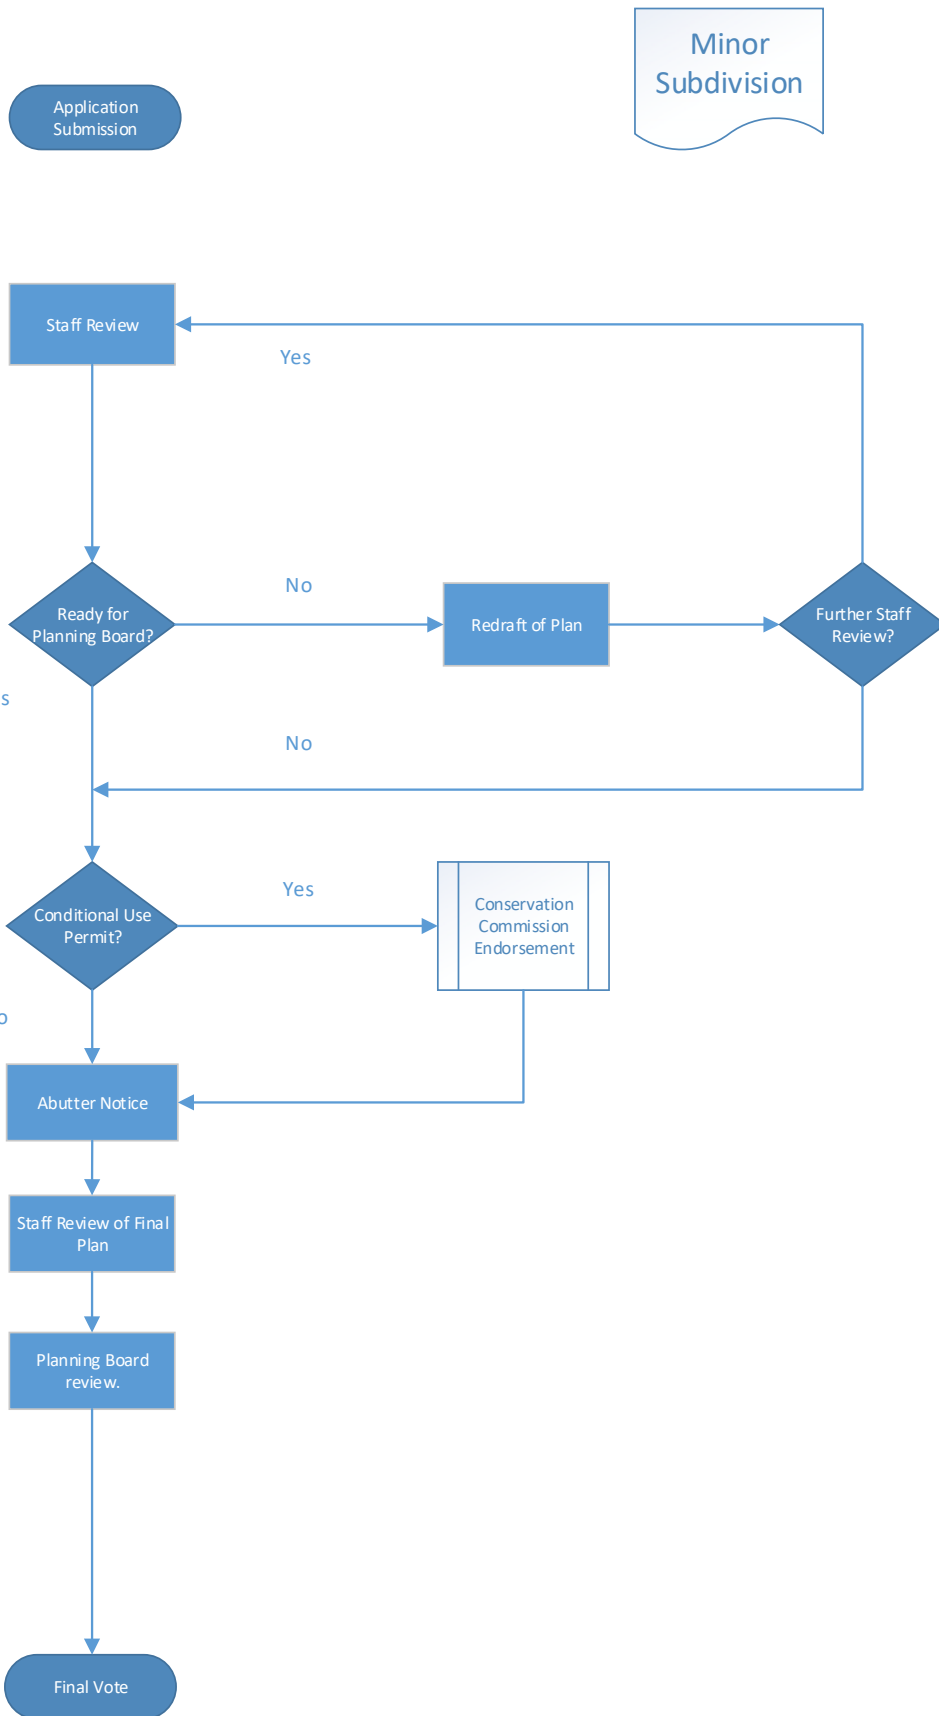 Minor
Subdivision
Application
Submission
Staff Review
Yes
Ready for
Planning Board?
No
Redraft of Plan
Further Staff
Review?
s
No
Conditional Use
Permit?
Yes
Conservation
Commission
Endorsement
o
Abutter Notice
Staff Review of Final
Plan
Planning Board
review.
Final Vote